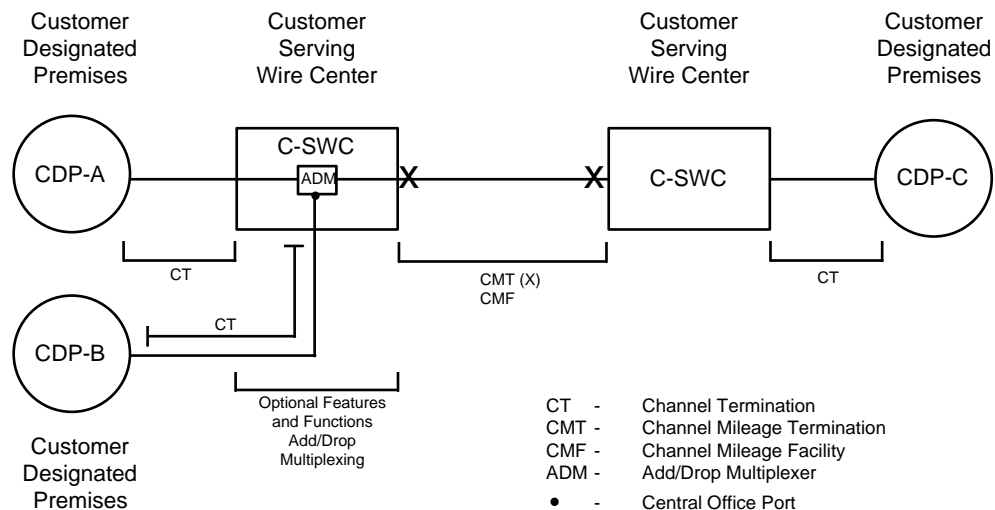 Customer
Designated
Premises
Customer
Serving
Wire Center
Customer
Serving
Wire Center
Customer
Designated
Premises
CDP-A
C-SWC
ADM
X
X
C-SWC
CDP-C
CT
CMT (X)
CMF
CT
CT
CDP-B
Optional Features
and Functions
Add/Drop
Multiplexing
Customer
Designated
Premises
CT - Channel Termination
CMT - Channel Mileage Termination
CMF - Channel Mileage Facility
ADM - Add/Drop Multiplexer
• - Central Office Port